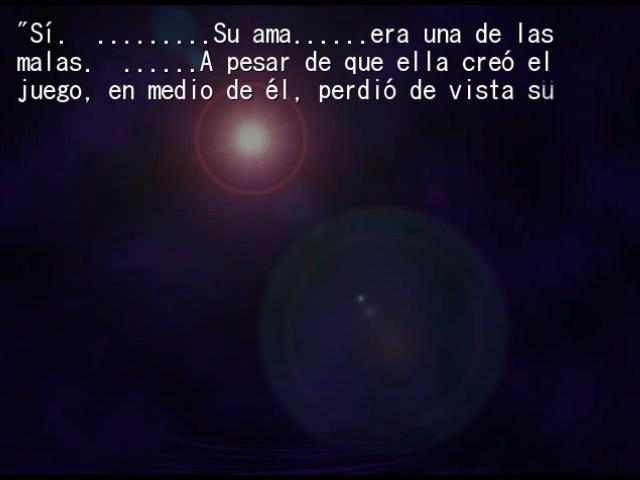 "Sí.  .........Su ama......era una de las
malas.  ......A pesar de que ella creó el
juego, en medio de él, perdió de vista su